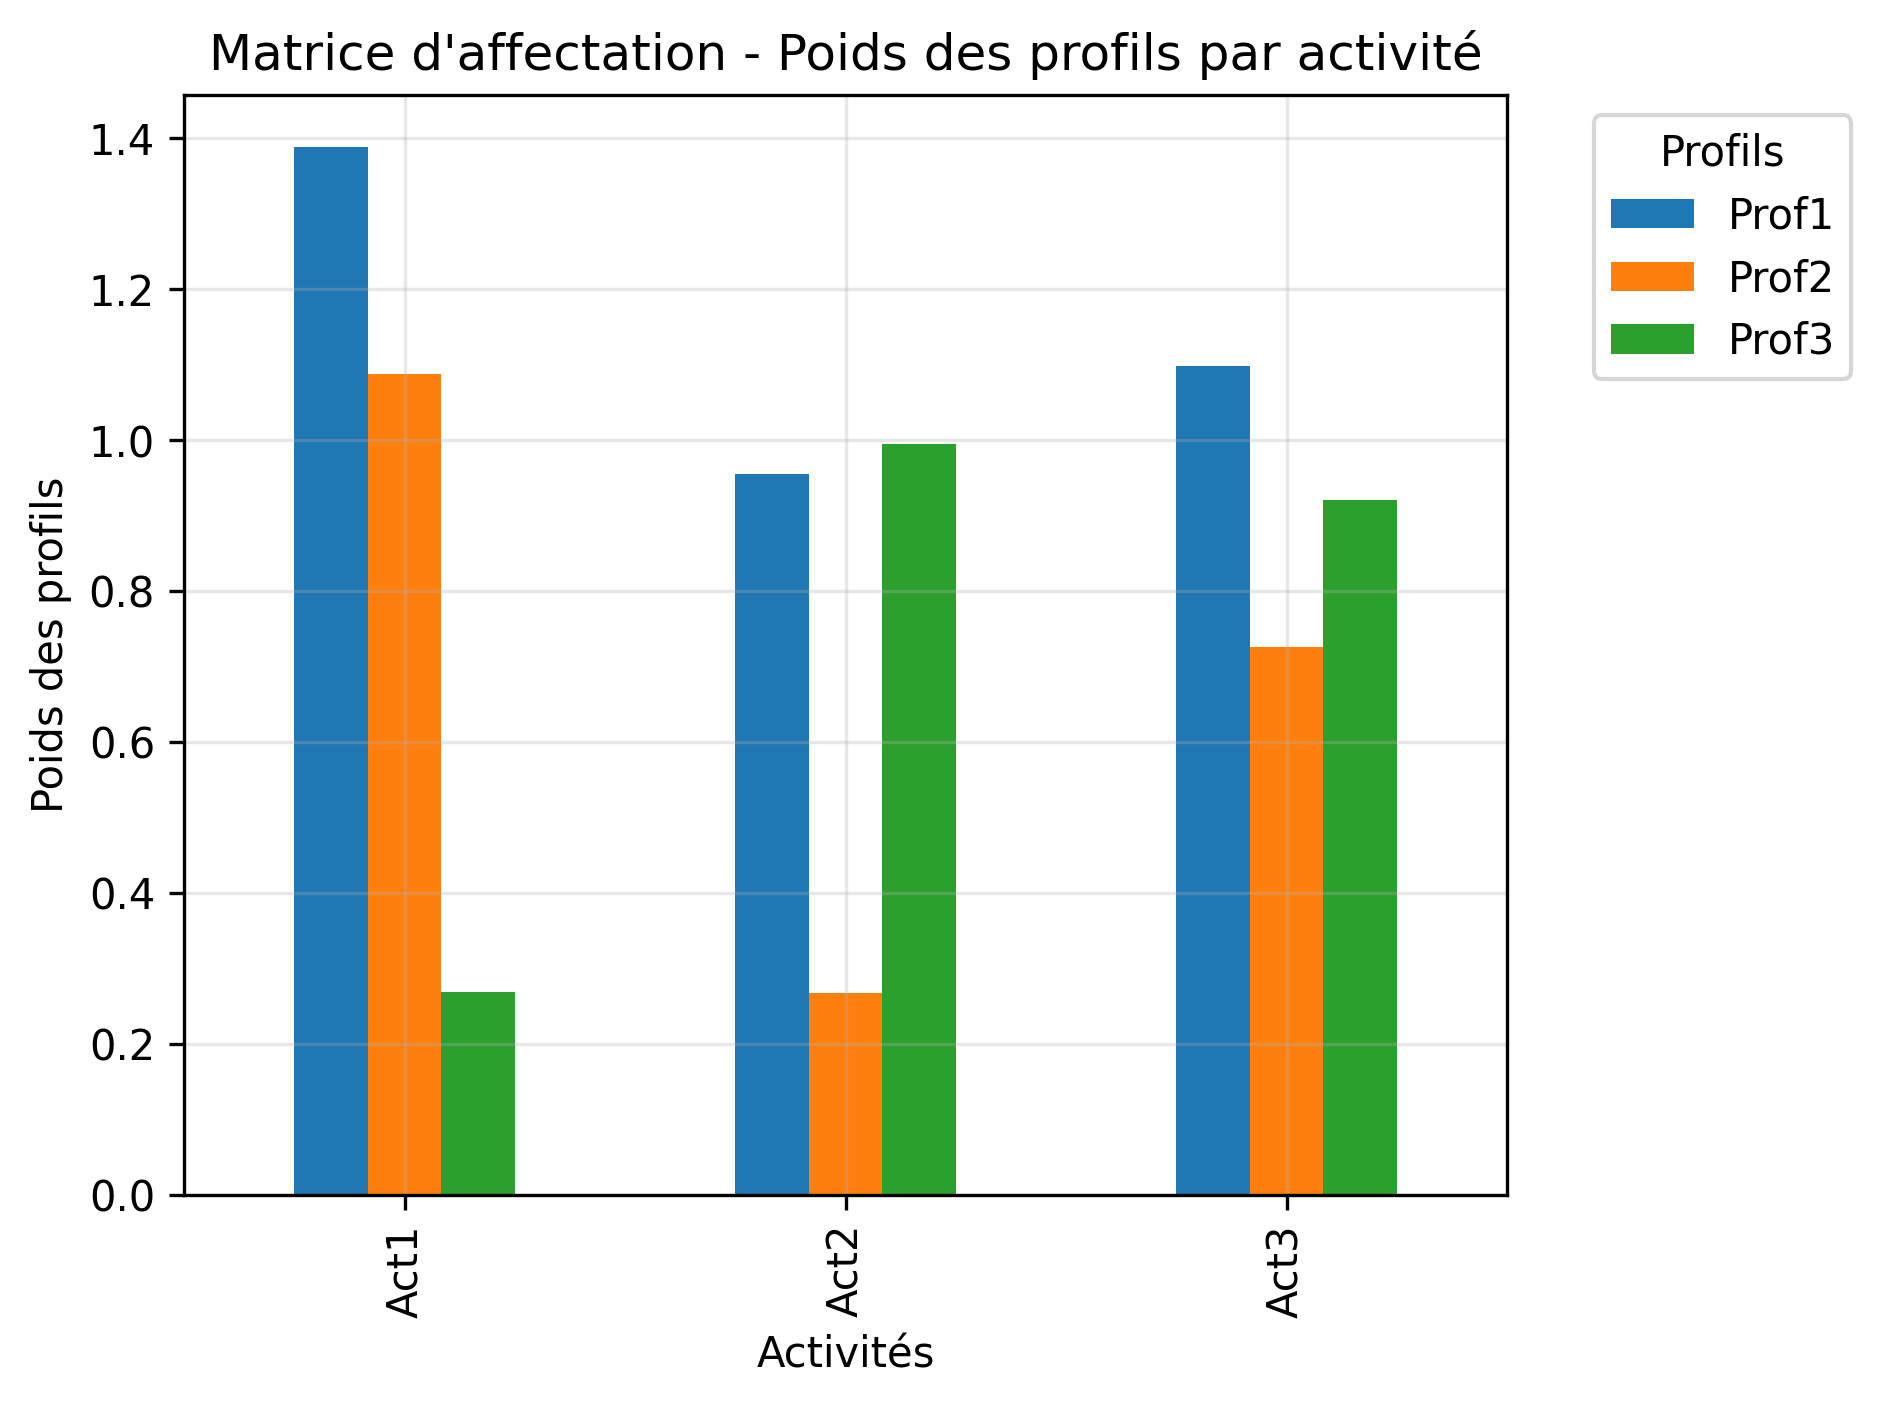 Matrice d'affectation - Poids des profils par activité
Profils
Prof1
Prof2
Prof3
Poids des profils
1.4
1.2
1.0
0.8
0.6
0.4
0.2
0.0
Act1
Act2
Act3
Activités